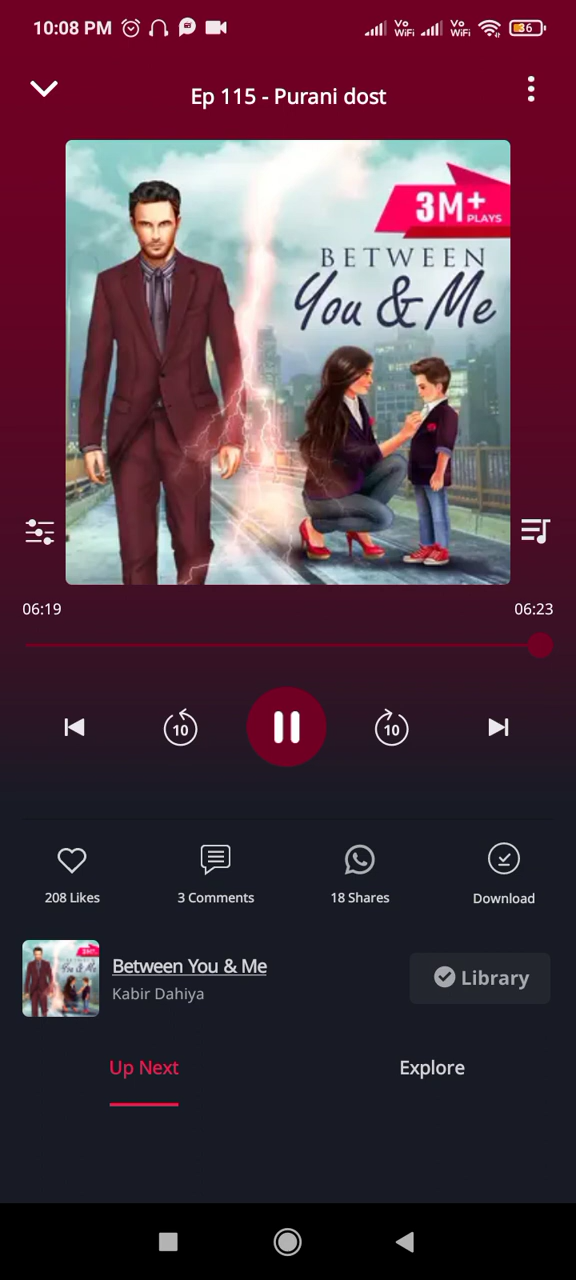 10:08 PM
Vo WiFi
Vo WiFi
36
Ep 115 - Purani dost
3M+
PLAYS
BETWEEN
You & Me
06:19
06:23
10
10
208 Likes
3 Comments
18 Shares
Download
Between You & Me
Kabir Dahiya
Library
Up Next
Explore